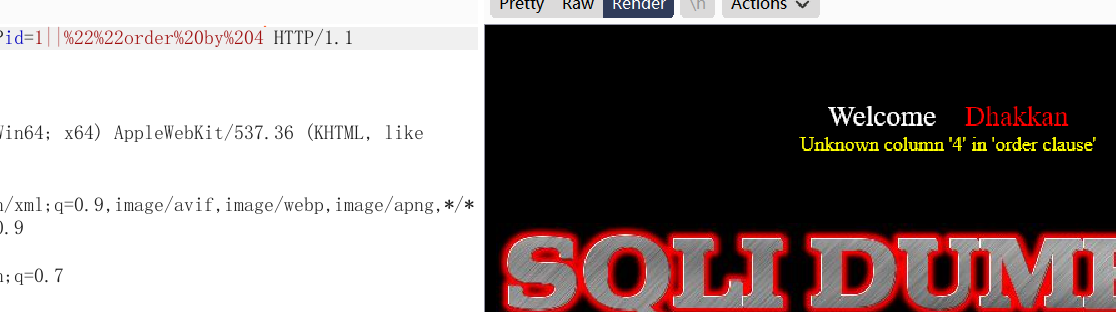 Pretty Raw Render \n Actions
?id=1||%22%22order%20by%204 HTTP/1.1
Win64; x64) AppleWebKit/537.36 (KHTML, like
n/xml;q=0.9,image/avif,image/webp,image/apng,*/*
0.9
n;q=0.7
Welcome Dhakkan
Unknown column '4' in 'order clause'
SQLI DUM